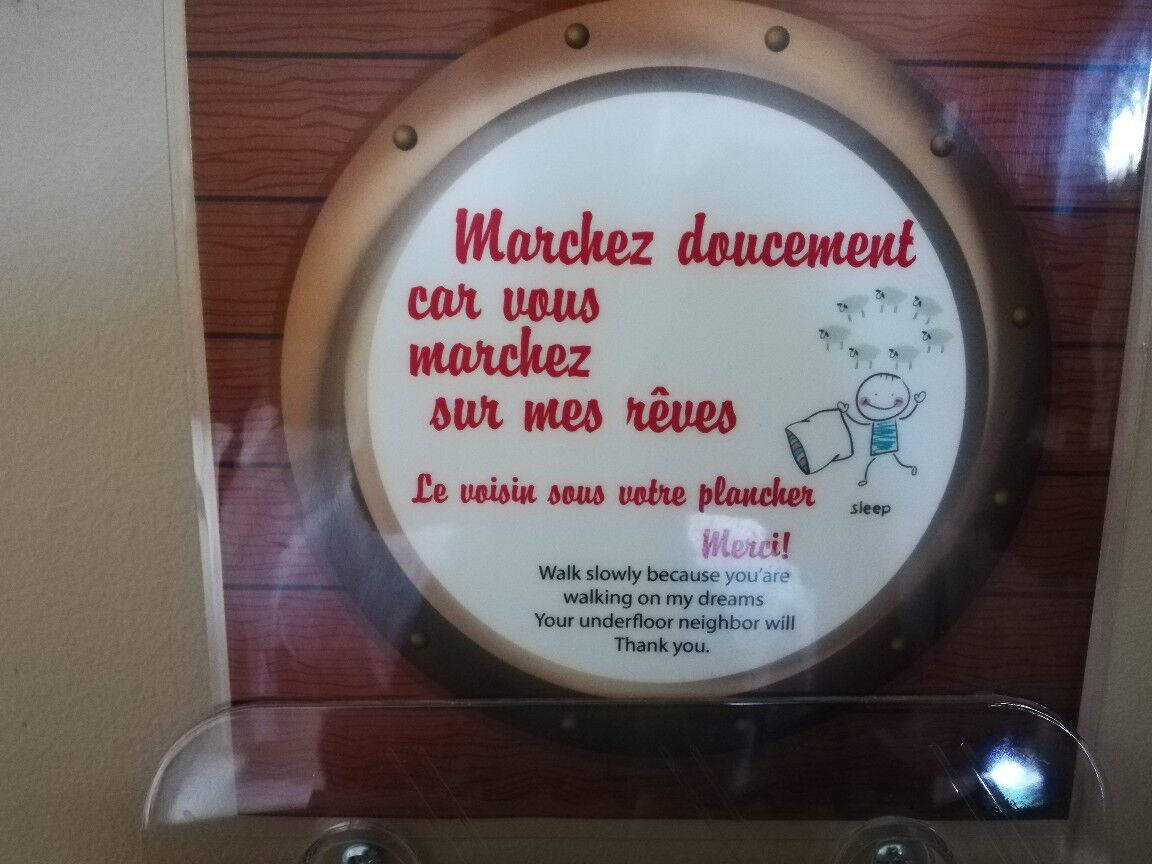 Marchez doucement
car vous
marchez
sur mes rêves
Le voisin sous votre plancher
sleep
Merci!
Walk slowly because you'are
walking on my dreams
Your underfloor neighbor will
Thank you.